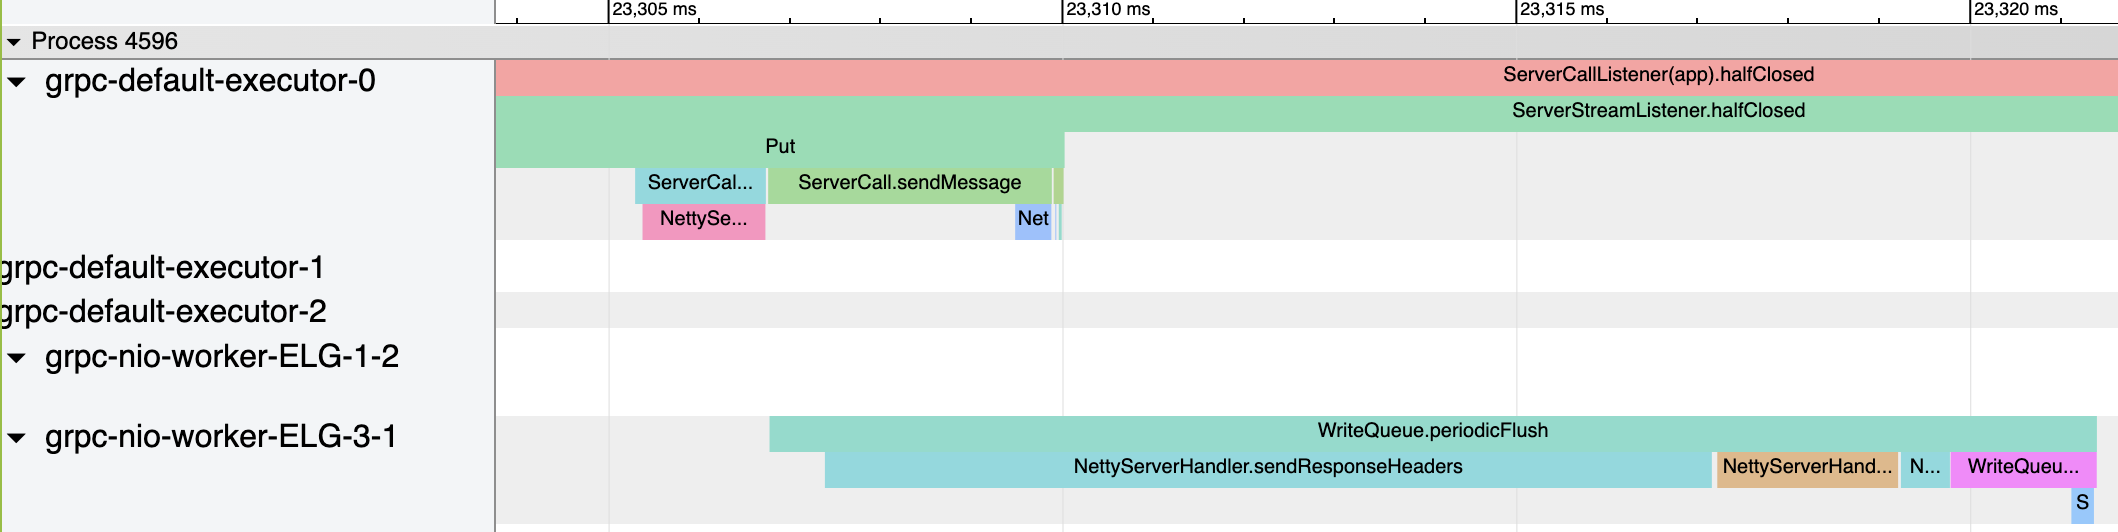 23,305 ms 23,310 ms 23,315 ms 23,320 ms
Process 4596
grpc-default-executor-0
ServerCallListener(app).halfClosed
ServerStreamListener.halfClosed
Put
ServerCal... ServerCall.sendMessage
NettySe... Net
grpc-default-executor-1
grpc-default-executor-2
grpc-nio-worker-ELG-1-2
grpc-nio-worker-ELG-3-1
WriteQueue.periodicFlush
NettyServerHandler.sendResponseHeaders NettyServerHand... N... WriteQueu...
S